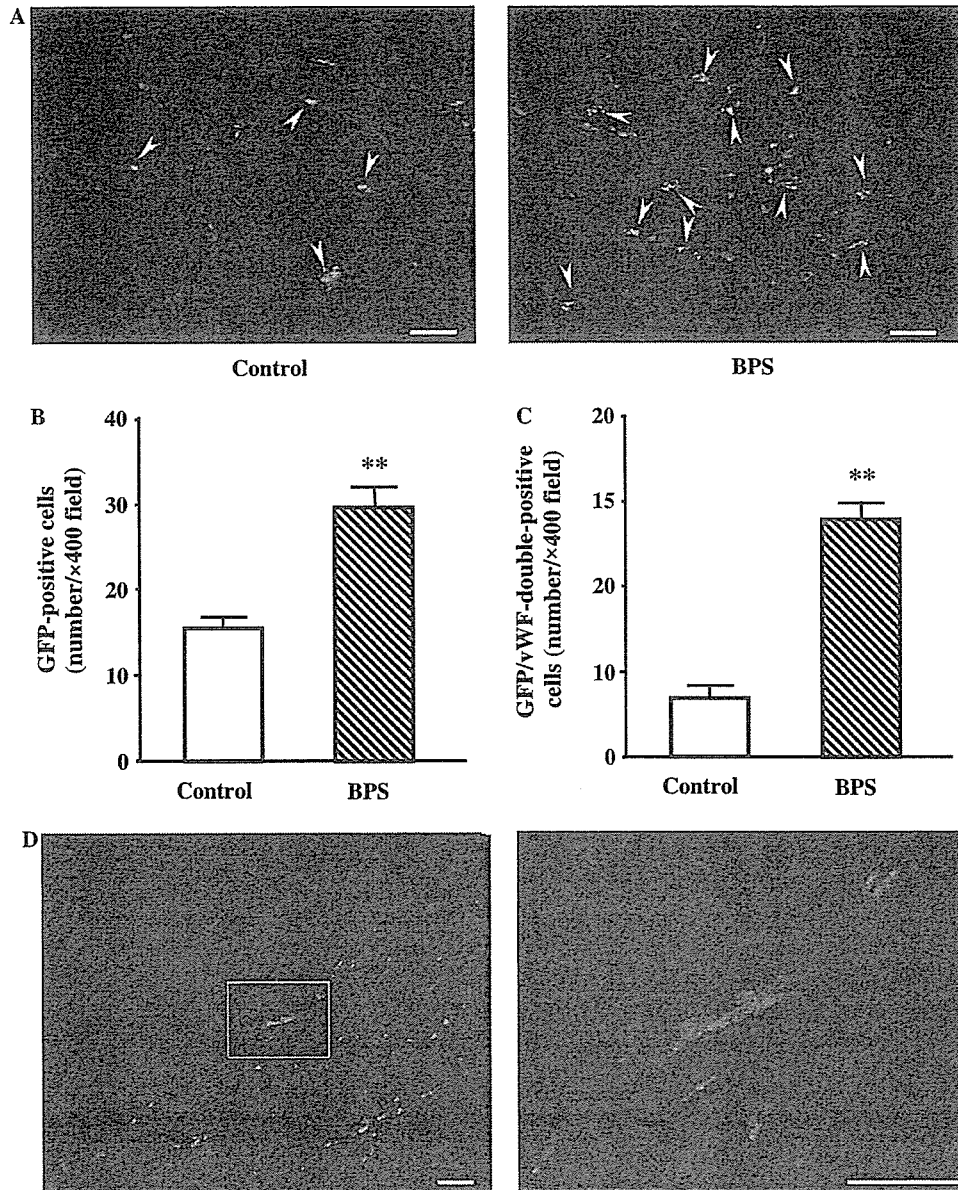 A
Control
BPS
B
GFP-positive cells
(number/×400 field)
40
30
20
10
0
**
Control
BPS
C
GFP/vWF-double-positive
cells (number/×400 field)
20
15
20
10
0
**
Control
BPS
D